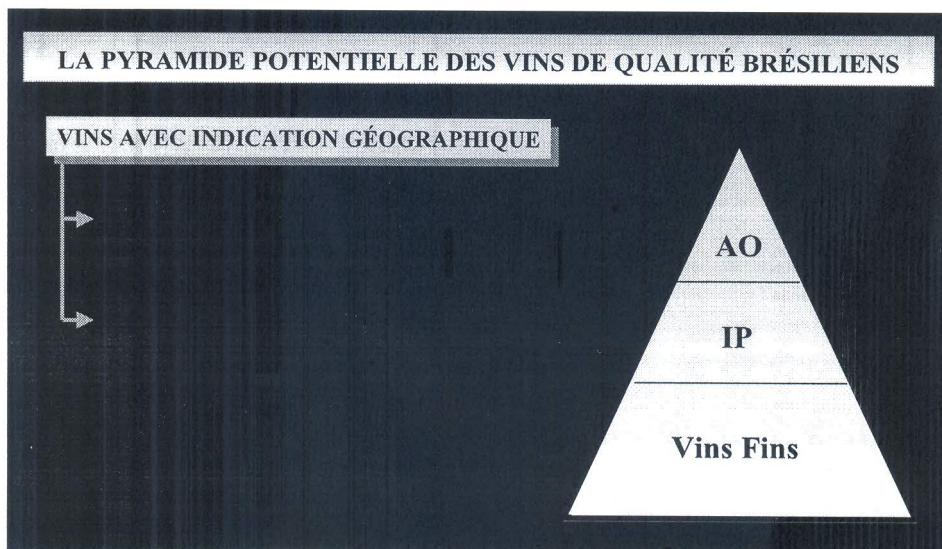 LA PYRAMIDE POTENTIELLE DES VINS DE QUALITÉ BRÉSILIENS
VINS AVEC INDICATION GÉOGRAPHIQUE
AO
IP
Vins Fins